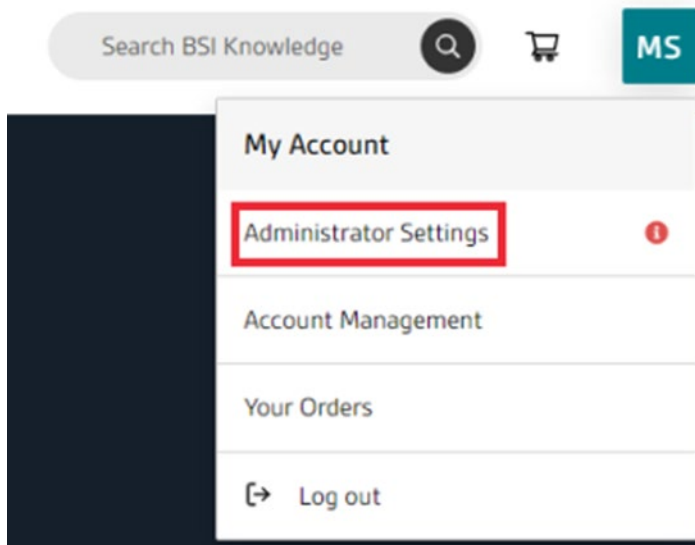 Search BSI Knowledge
MS
My Account
Administrator Settings
Account Management
Your Orders
Log out